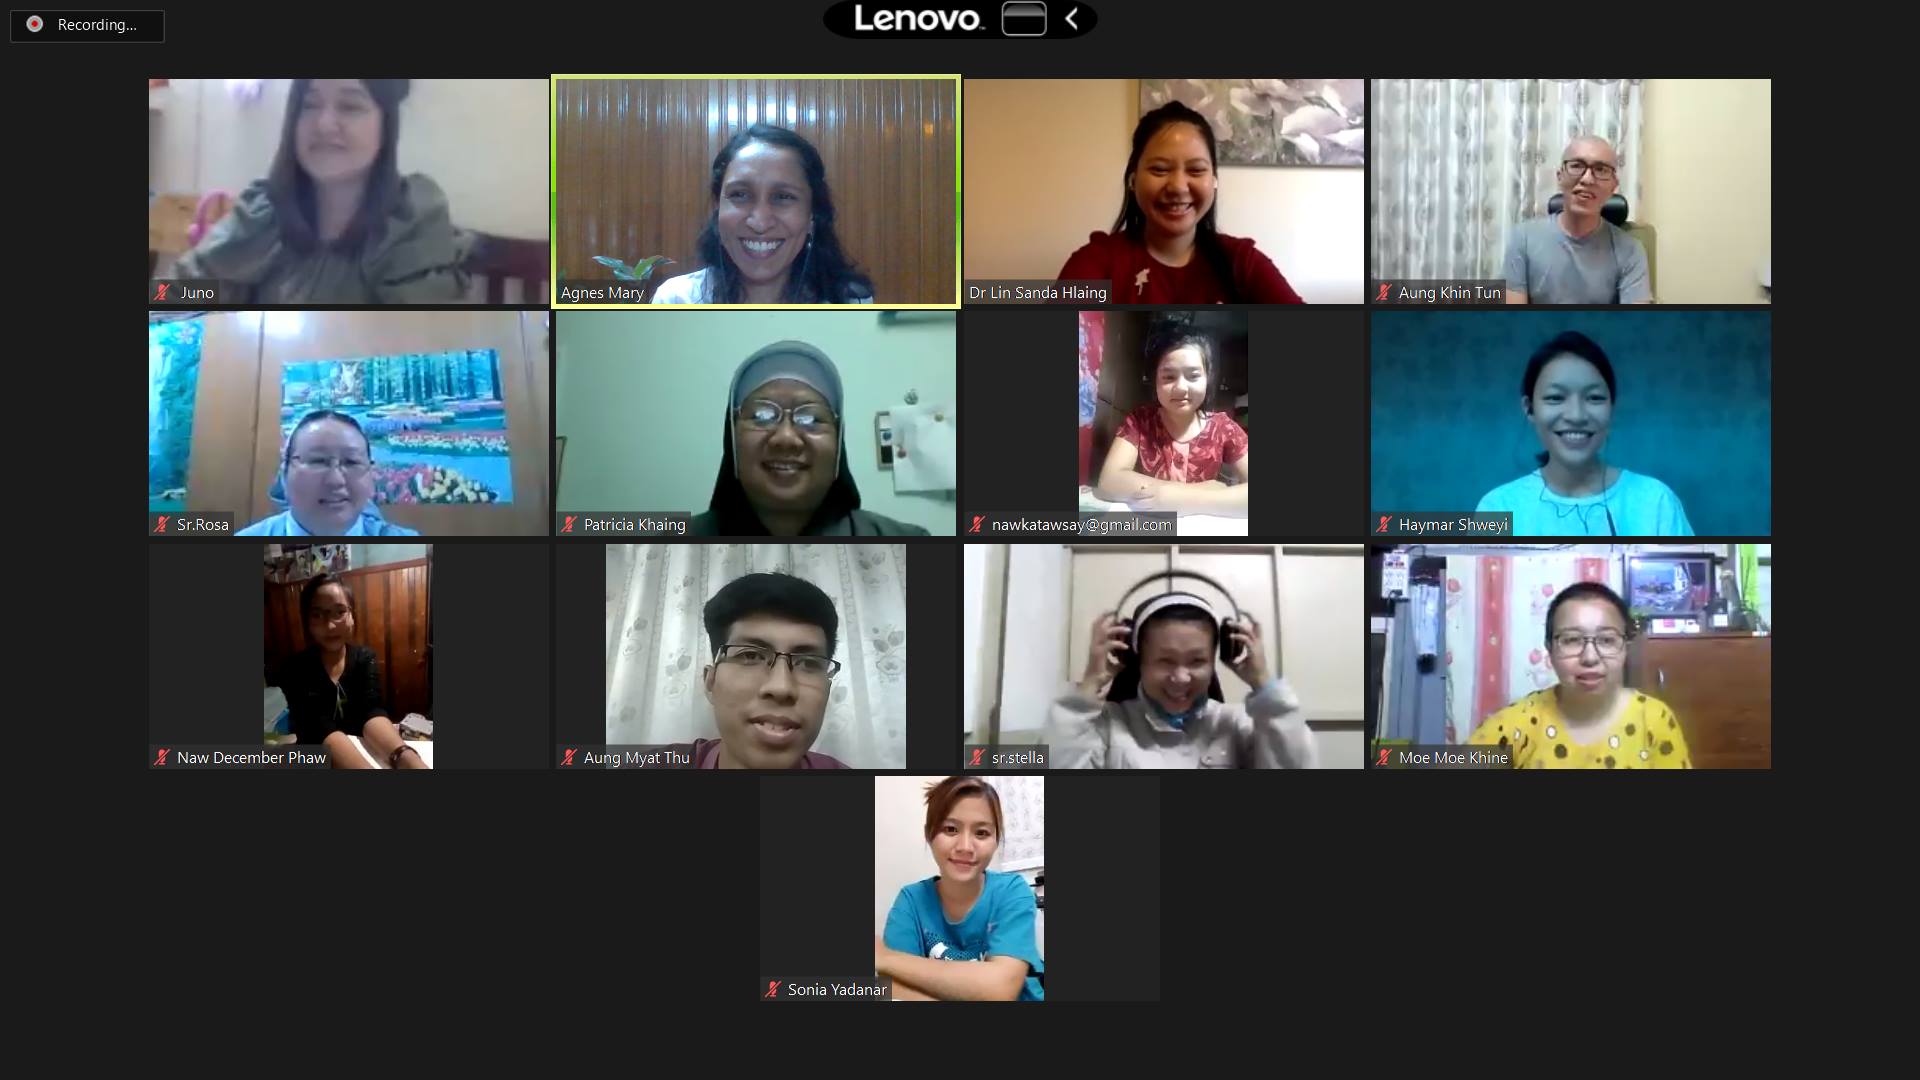 Recording...
Lenovo
Juno
Agnes Mary
Dr Lin Sanda Hlaing
Aung Khin Tun
Sr.Rosa
Patricia Khaing
nawkatawsay@gmail.com
Haymar Shweyi
Naw December Phaw
Aung Myat Thu
sr.stella
Moe Moe Khine
Sonia Yadanar